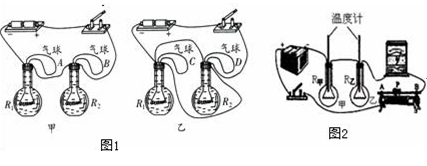 气球 A 气球 B
R₁ R₂
甲
气球 C 气球 D
R₁ R₂
乙
图1
温度计
R甲 R乙
甲 乙 A P B
图2